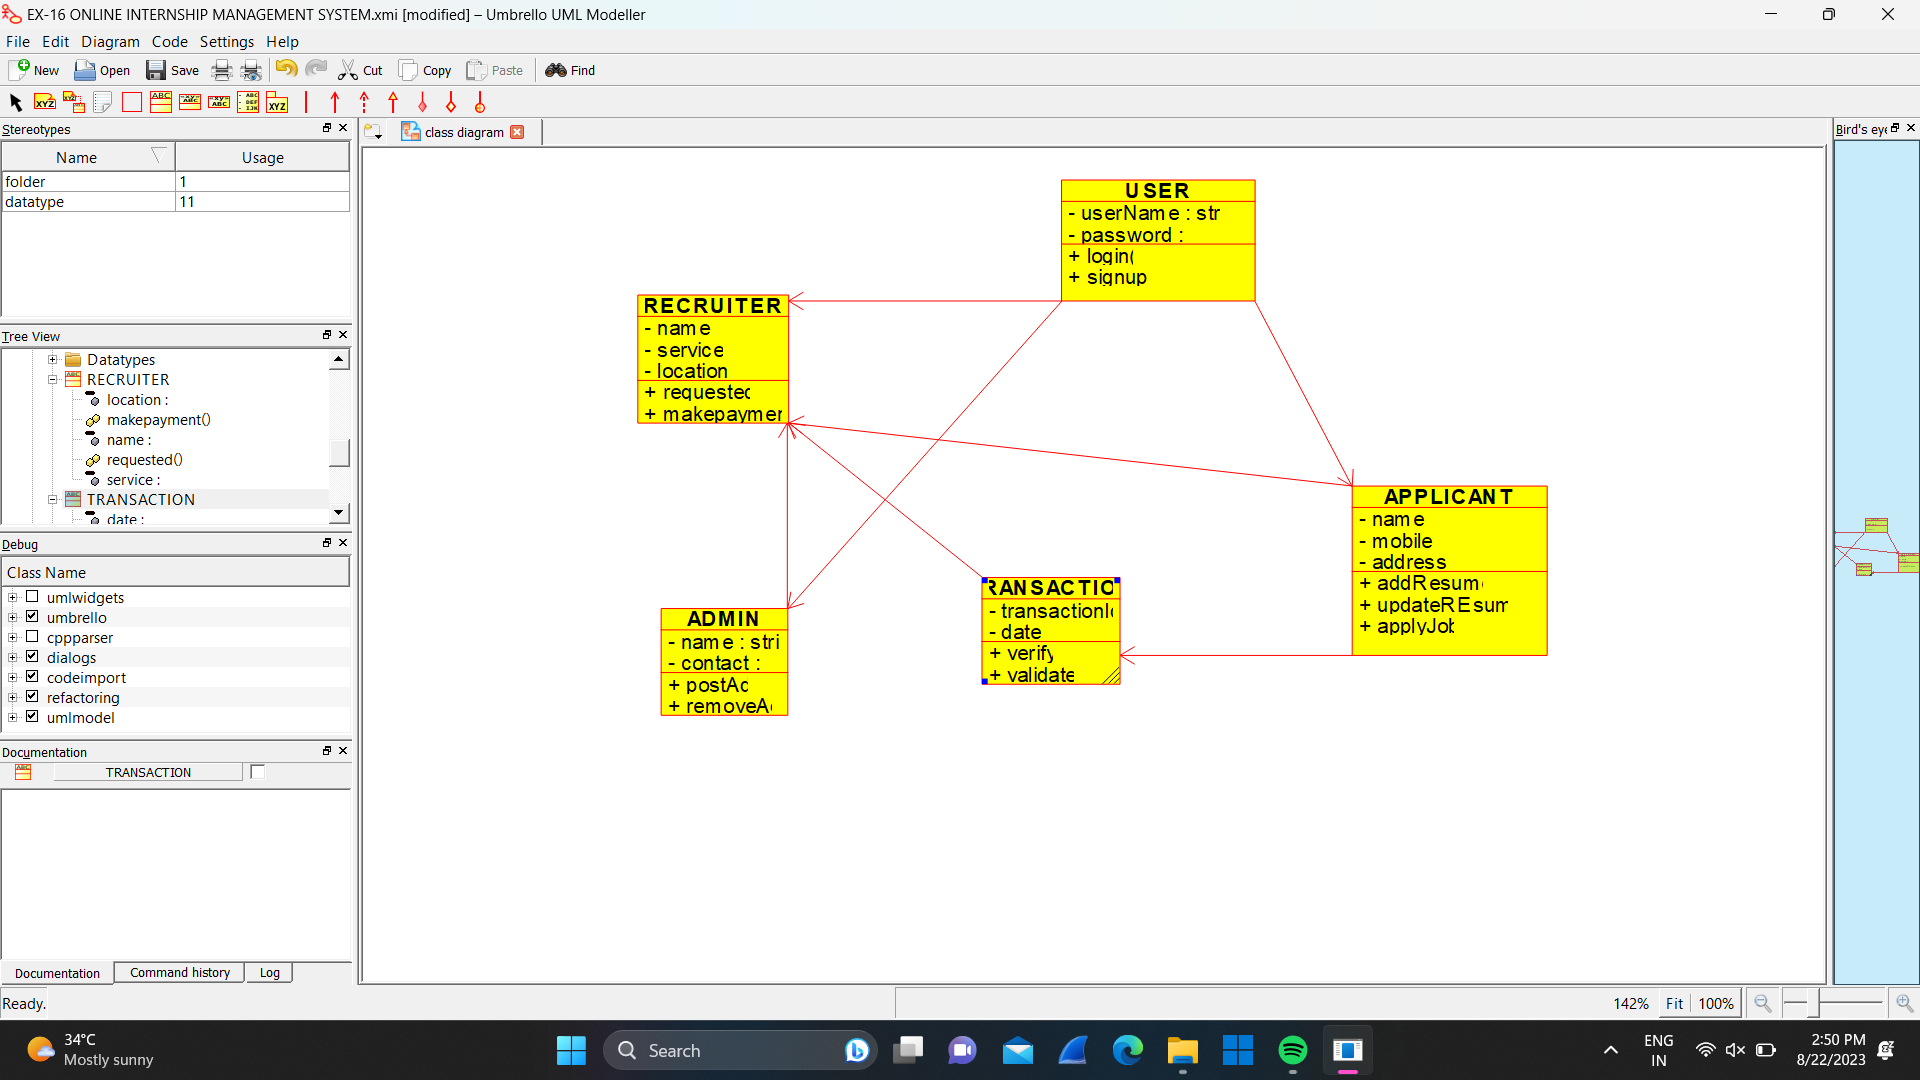 EX-16 ONLINE INTERNSHIP MANAGEMENT SYSTEM.xmi [modified] – Umbrello UML Modeller
File Edit Diagram Code Settings Help
New Open Save Cut Copy Paste Find
Stereotypes
class diagram
Bird's eye
Name Usage
folder 1
datatype 11
Tree View
Datatypes
RECRUITER
location :
makepayment()
name :
requested()
service :
TRANSACTION
date :
Debug
Class Name
umlwidgets
umbrello
cppparser
dialogs
codeimport
refactoring
umlmodel
Documentation
TRANSACTION
Documentation Command history Log
USER
- userName : str
- password :
+ login(
+ signup
RECRUITER
- name
- service
- location
+ requested
+ makepaymen
APPLICANT
- name
- mobile
- address
+ addResum
+ updateREsum
+ applyJob
RANSACTIO
- transactionId
- date
+ verify
+ validate
ADMIN
- name : stri
- contact :
+ postAd
+ removeA
Ready.
142% Fit 100%
34°C
Mostly sunny
Search
ENG
IN
2:50 PM
8/22/2023